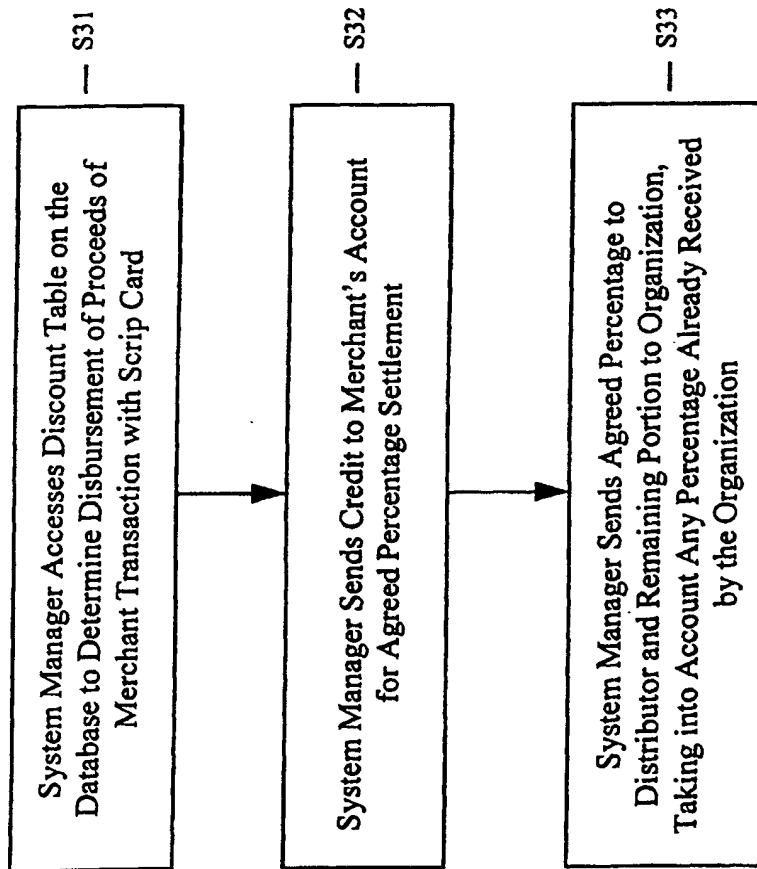 System Manager Accesses Discount Table on the
Database to Determine Disbursement of Proceeds of
Merchant Transaction with Scrip Card
— S31
System Manager Sends Credit to Merchant's Account
for Agreed Percentage Settlement
— S32
System Manager Sends Agreed Percentage to
Distributor and Remaining Portion to Organization,
Taking into Account Any Percentage Already Received
by the Organization
— S33